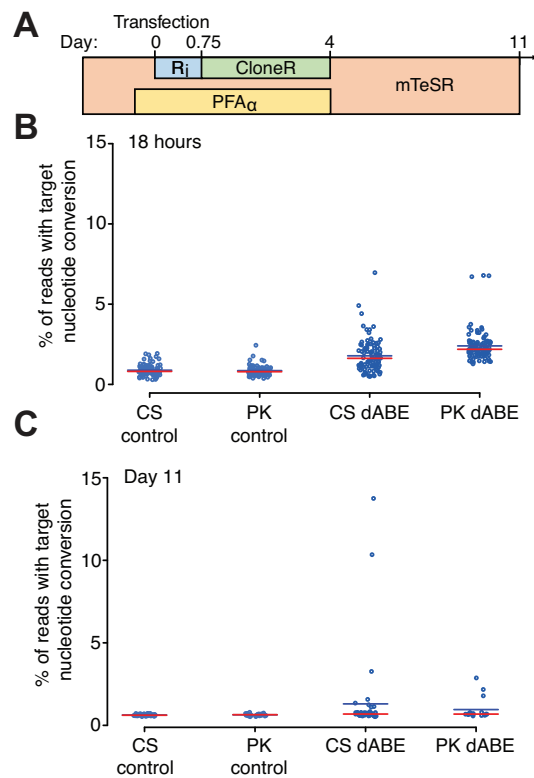 A
Transfection
Day: 0 0.75 4 11
Ri CloneR
mTeSR
PFAα
B
18 hours
% of reads with target
nucleotide conversion
15
10
5
0
CS
control
PK
control
CS dABE
PK dABE
C
Day 11
% of reads with target
nucleotide conversion
15
10
5
0
CS
control
PK
control
CS dABE
PK dABE